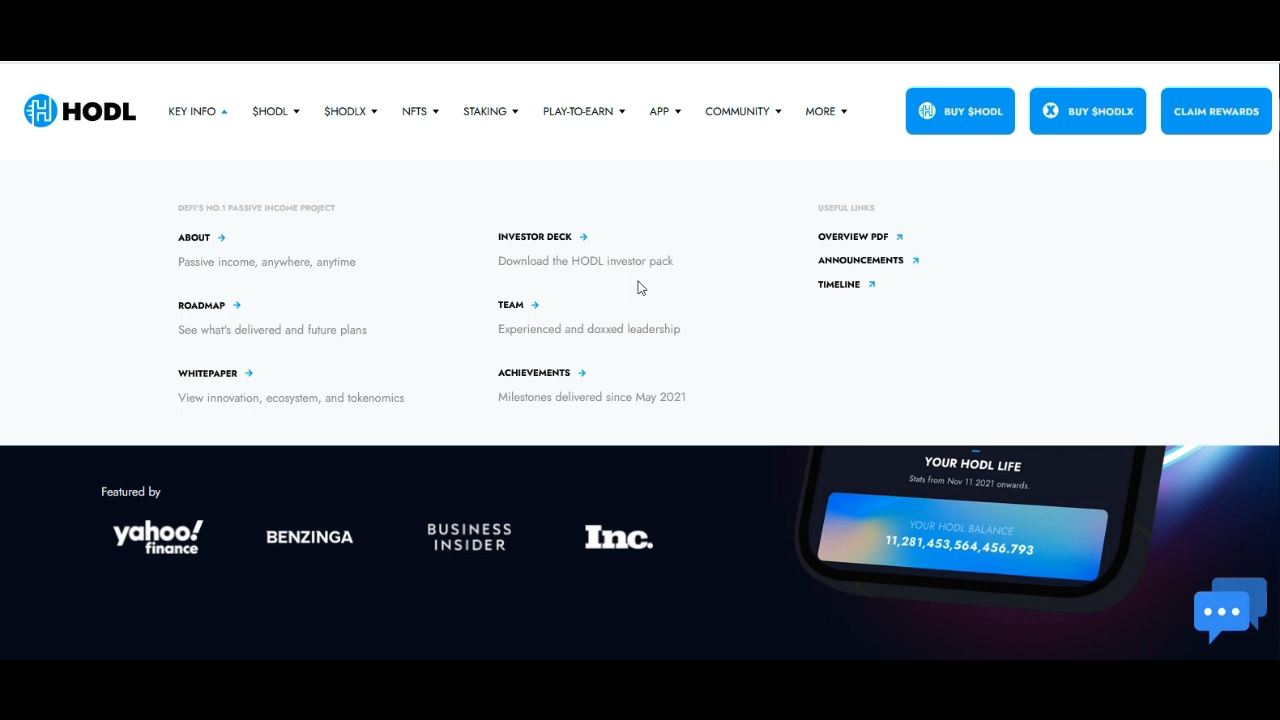 HODL
KEY INFO
$HODL
$HODLX
NFTS
STAKING
PLAY-TO-EARN
APP
COMMUNITY
MORE
BUY $HODL
BUY $HODLX
CLAIM REWARDS
DEFI'S NO.1 PASSIVE INCOME PROJECT
ABOUT
Passive income, anywhere, anytime
ROADMAP
See what's delivered and future plans
WHITEPAPER
View innovation, ecosystem, and tokenomics
INVESTOR DECK
Download the HODL investor pack
TEAM
Experienced and doxxed leadership
ACHIEVEMENTS
Milestones delivered since May 2021
USEFUL LINKS
OVERVIEW PDF
ANNOUNCEMENTS
TIMELINE
Featured by
yahoo!
finance
BENZINGA
BUSINESS
INSIDER
Inc.
YOUR HODL LIFE
Stats from Nov 11 2021 onwards.
YOUR HODL BALANCE
11,281,453,564,456.793